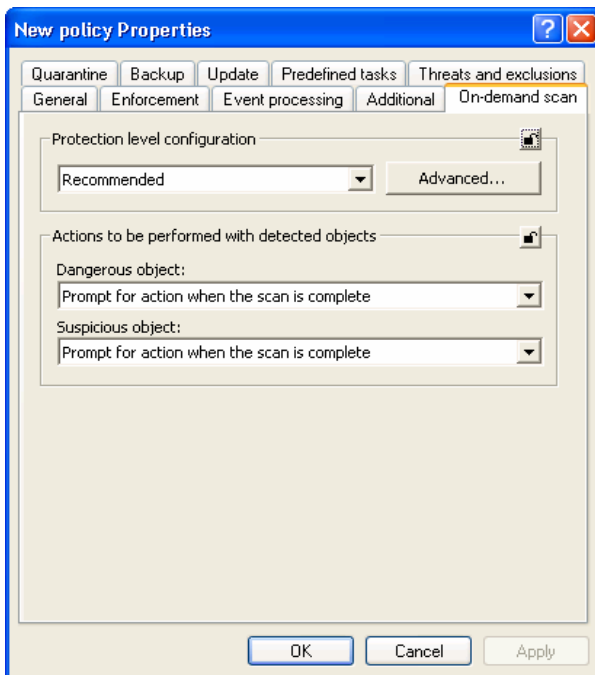 New policy Properties
Quarantine Backup Update Predefined tasks Threats and exclusions
General Enforcement Event processing Additional On-demand scan
Protection level configuration
Recommended Advanced...
Actions to be performed with detected objects
Dangerous object:
Prompt for action when the scan is complete
Suspicious object:
Prompt for action when the scan is complete
OK Cancel Apply